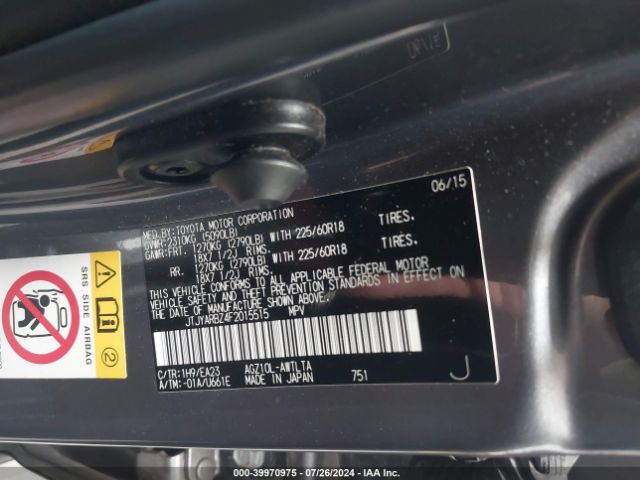 06/15
MFD.BY:TOYOTA MOTOR CORPORATION
GVWR:2310KG (5090LB)
GAWR:FRT. 1270KG (2790LB) WITH 225/60R18 TIRES,
18X7 1/2J RIMS,
RR. 1270KG (2790LB) WITH 225/60R18 TIRES,
18X7 1/2J RIMS,
THIS VEHICLE CONFORMS TO ALL APPLICABLE FEDERAL MOTOR
VEHICLE SAFETY BUMPER AND THEFT PREVENTION STANDARDS IN EFFECT ON
THE DATE OF MANUFACTURE SHOWN ABOVE.
JTJYARBZ4F2015515 MPV
C/TR:1H9/EA23 AGZ10L-AWTLTA
A/TM:-01A/U661E MADE IN JAPAN 751 J
SRS SIDE AIRBAG
2
000-39970975 - 07/26/2024 - IAAI.COM